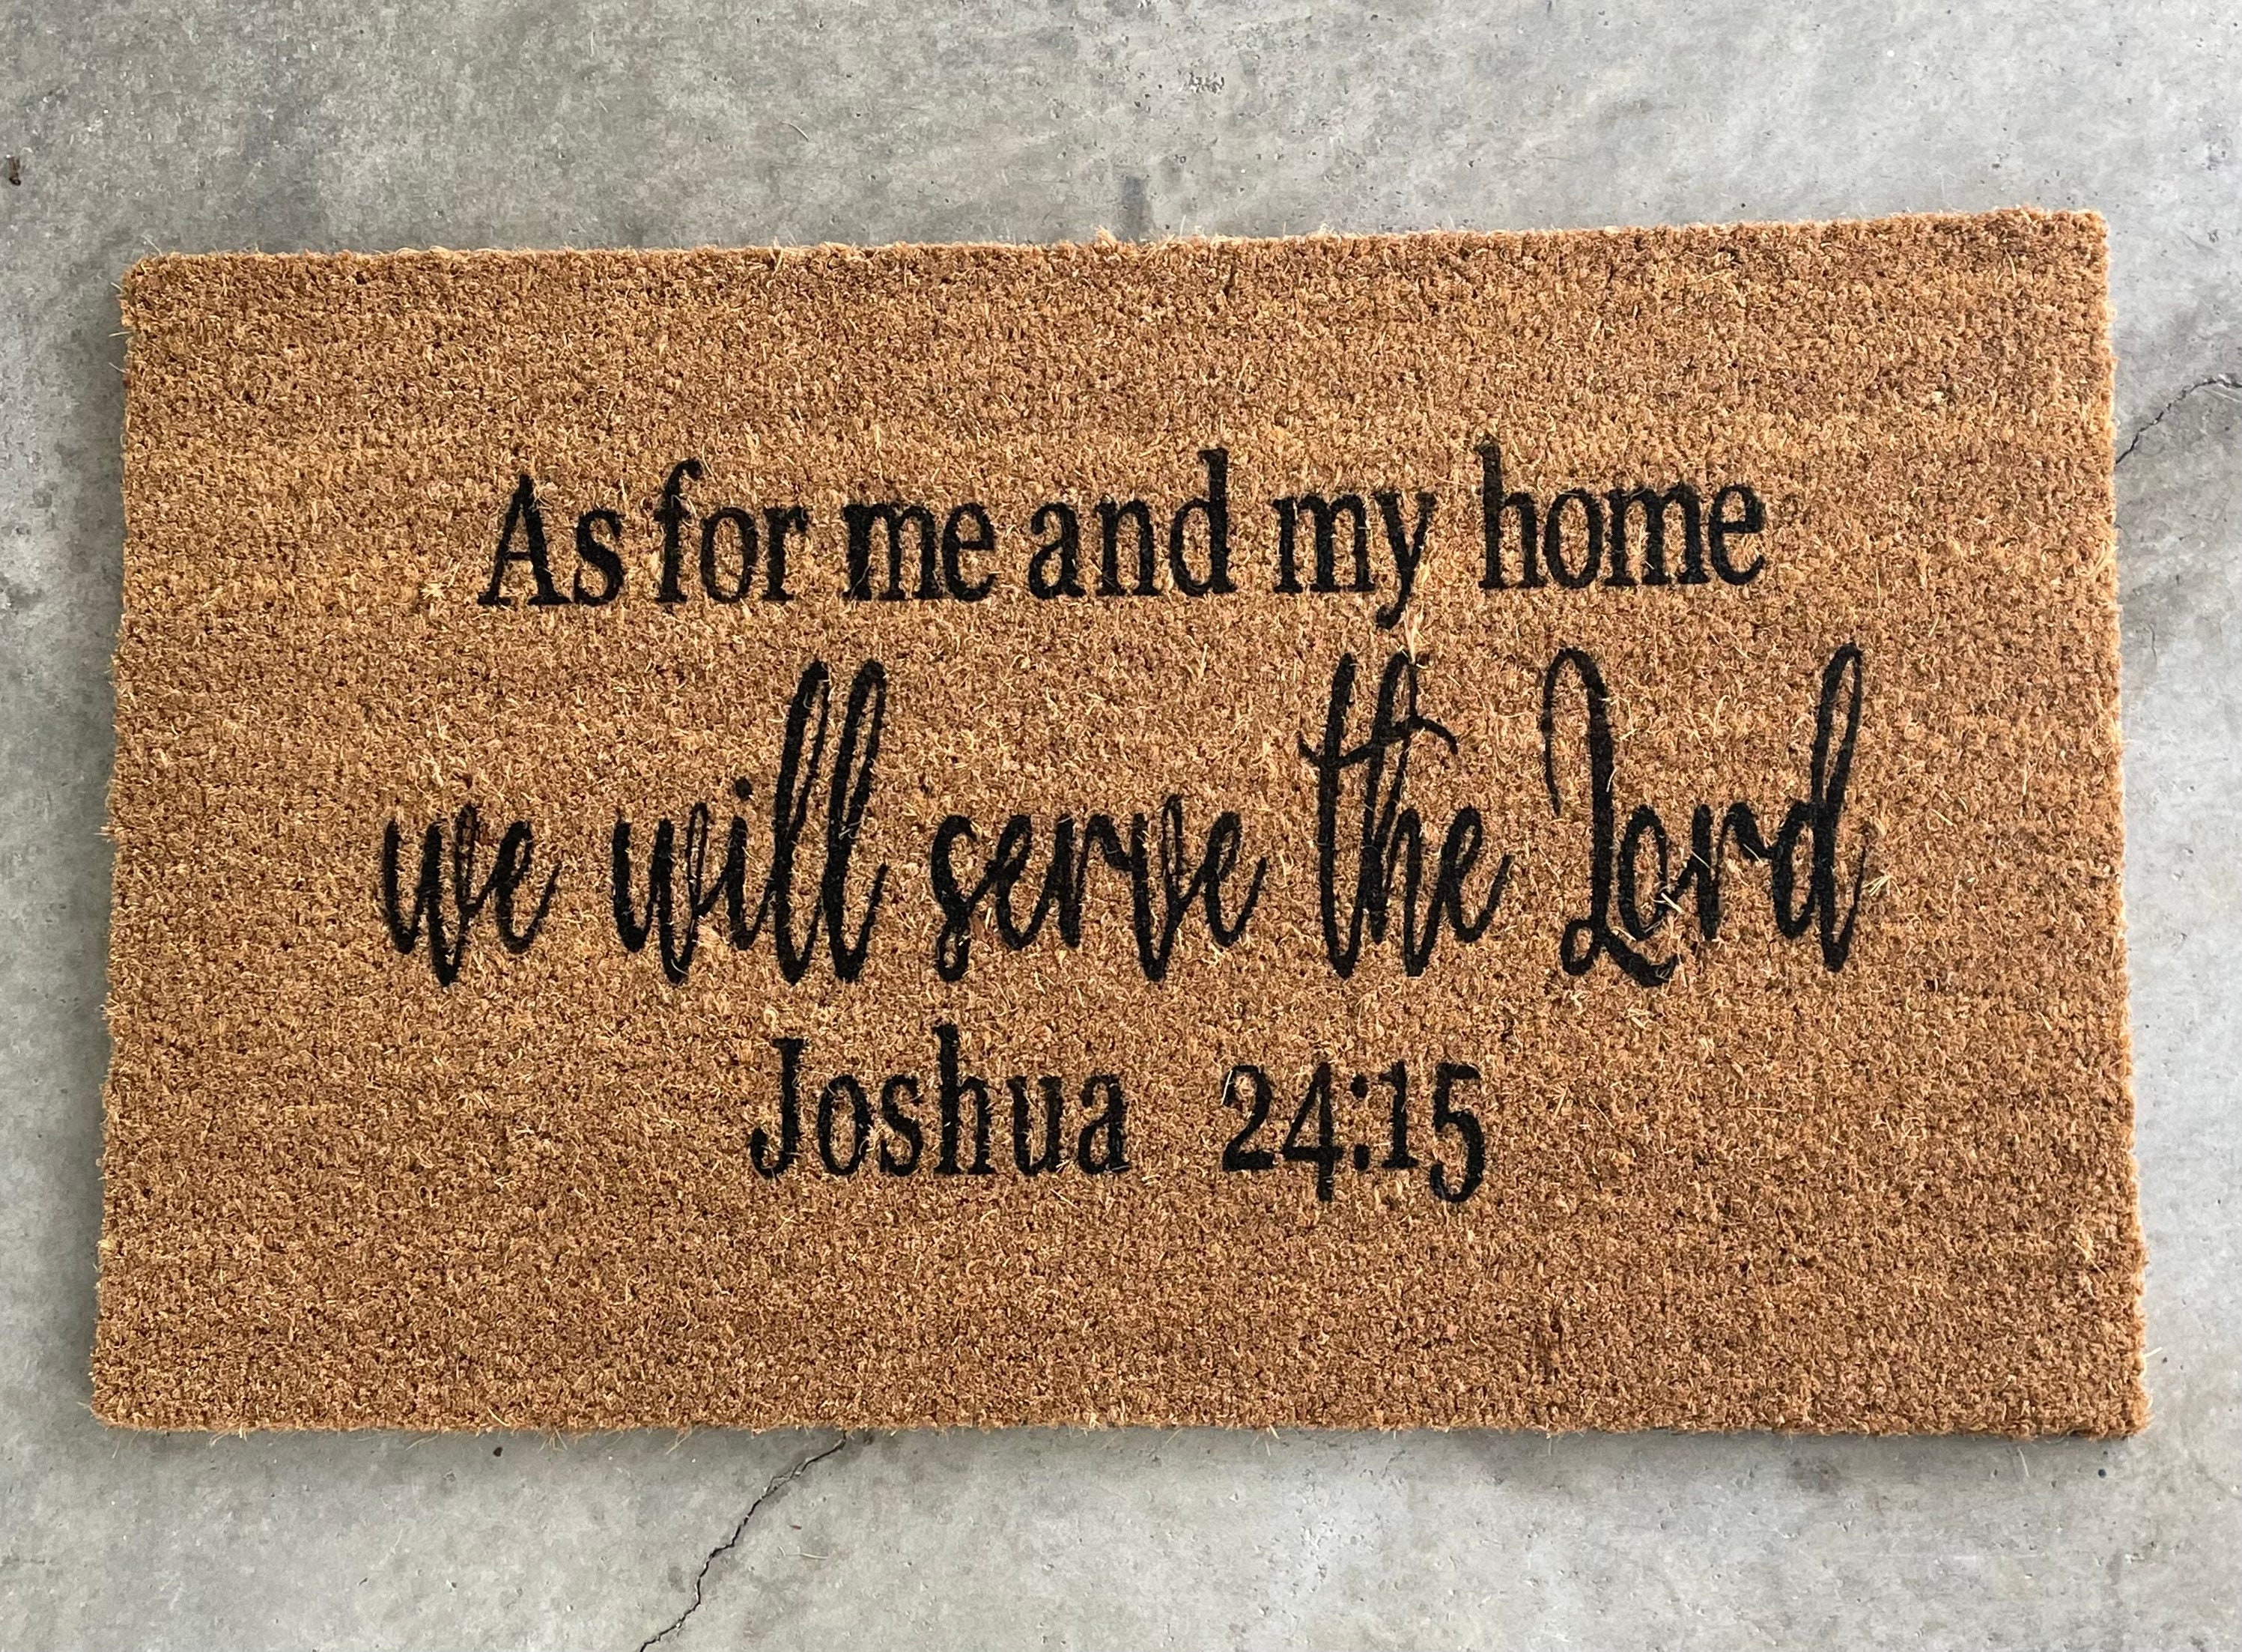 As for me and my home
we will serve the Lord
Joshua 24:15